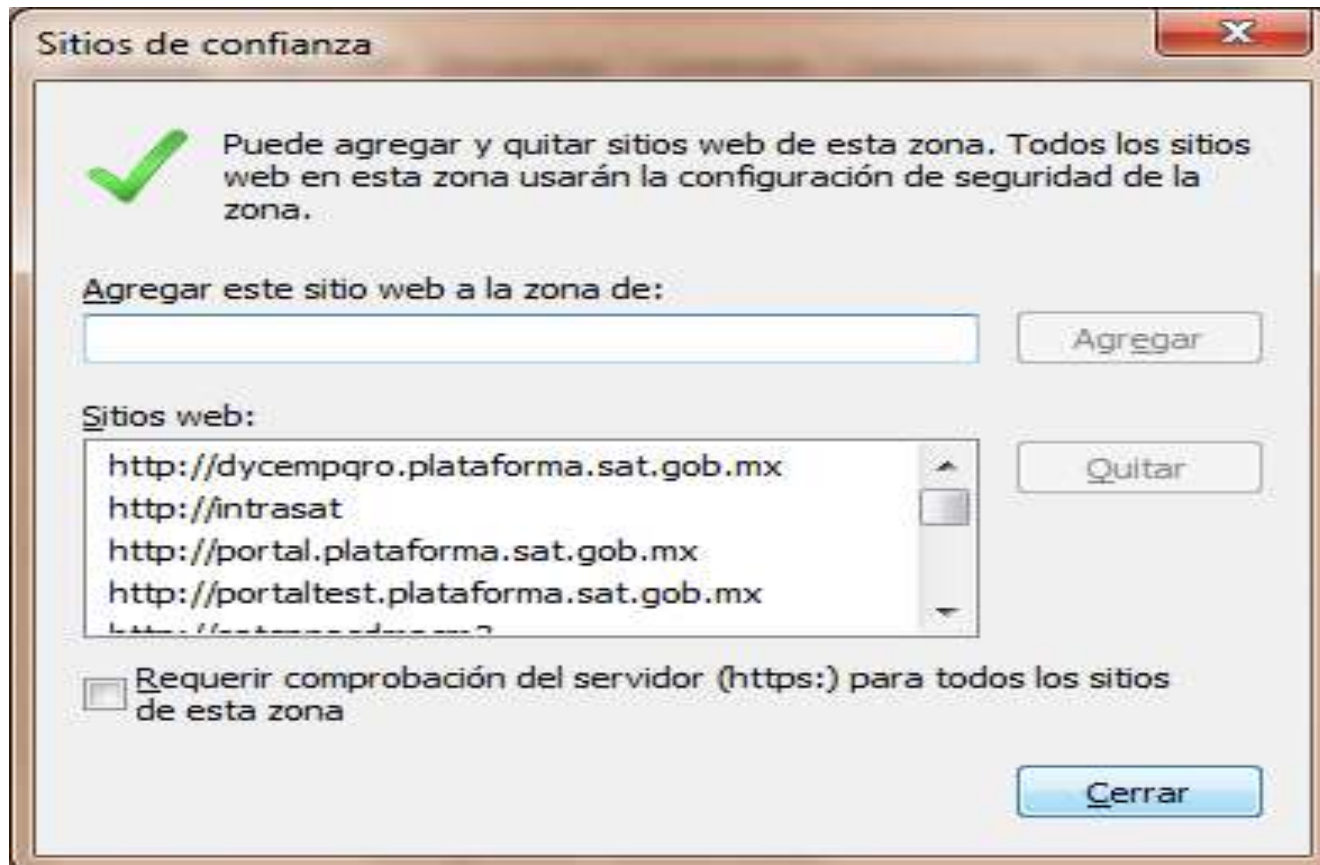 Sitios de confianza
Puede agregar y quitar sitios web de esta zona. Todos los sitios
web en esta zona usarán la configuración de seguridad de la
zona.
Agregar este sitio web a la zona de:
Agregar
Sitios web:
http://dycempqro.plataforma.sat.gob.mx
http://intrasat
http://portal.plataforma.sat.gob.mx
http://portaltest.plataforma.sat.gob.mx
Quitar
Requerir comprobación del servidor (https:) para todos los sitios
de esta zona
Cerrar